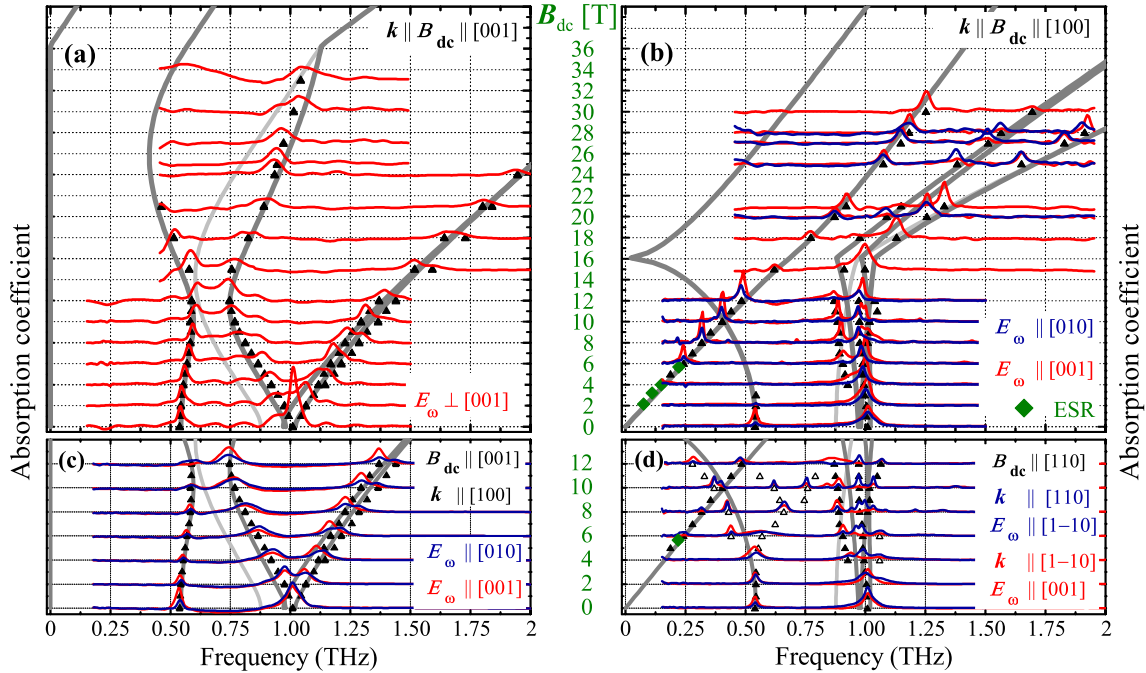 (a)
k || B_dc || [001]
B_dc [T]
(b)
k || B_dc || [100]
36
34
32
30
28
26
24
22
20
18
16
14
12
10
8
6
4
2
0
E_ω ⊥ [001]
E_ω || [010]
E_ω || [001]
ESR
Absorption coefficient
Absorption coefficient
(c)
B_dc || [001]
k || [100]
E_ω || [010]
E_ω || [001]
12
10
8
6
4
2
0
(d)
B_dc || [110]
k || [110]
E_ω || [1−10]
k || [1−10]
E_ω || [001]
0 0.25 0.50 0.75 1.00 1.25 1.50 1.75 2
Frequency (THz)
0 0.25 0.50 0.75 1.00 1.25 1.50 1.75 2
Frequency (THz)